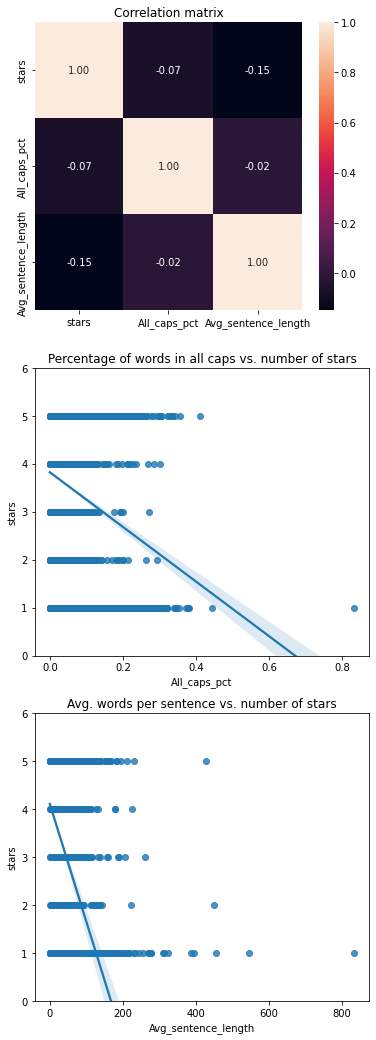 Correlation matrix
stars
All_caps_pct
Avg_sentence_length
1.00 -0.07 -0.15
-0.07 1.00 -0.02
-0.15 -0.02 1.00
stars All_caps_pct Avg_sentence_length
1.0
0.8
0.6
0.4
0.2
0.0
Percentage of words in all caps vs. number of stars
6
5
4
3
2
1
0
stars
0.0 0.2 0.4 0.6 0.8
All_caps_pct
Avg. words per sentence vs. number of stars
6
5
4
3
2
1
0
stars
0 200 400 600 800
Avg_sentence_length